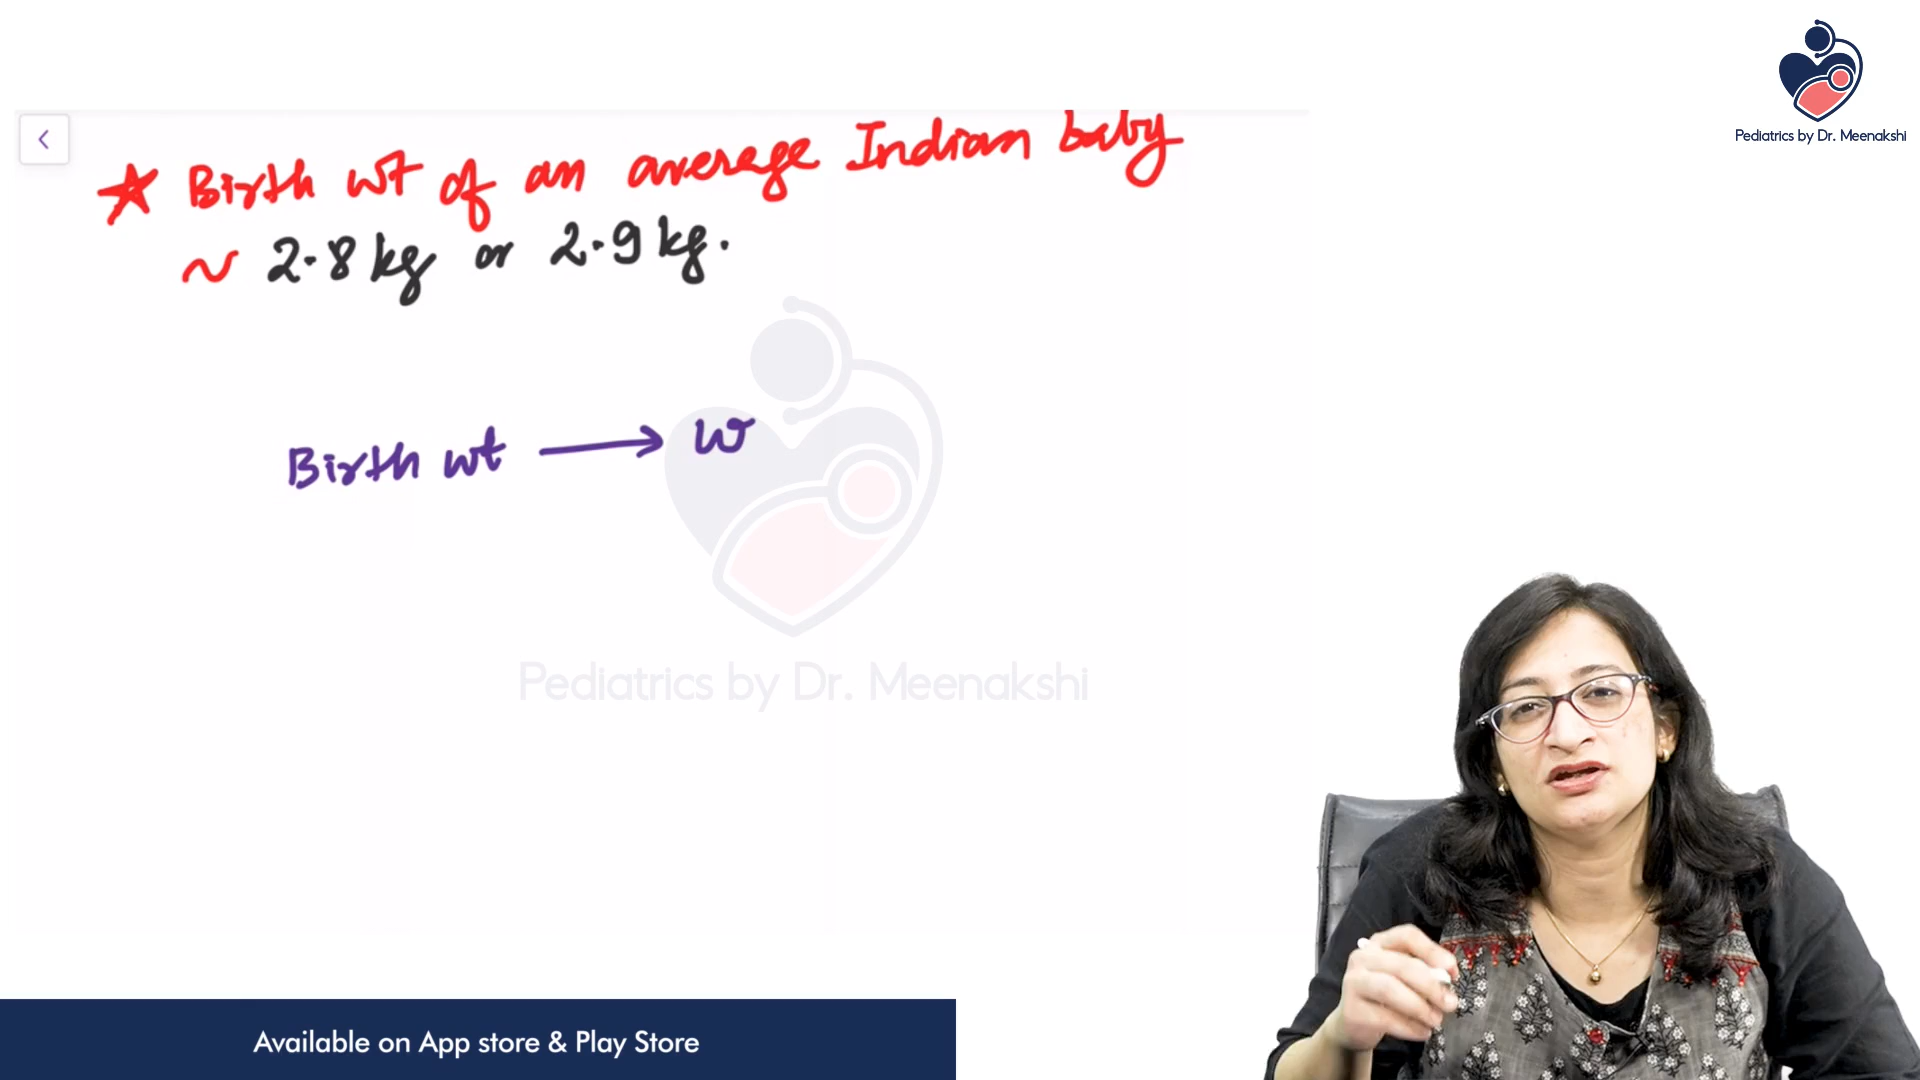 Pediatrics by Dr. Meenakshi
★ Birth wt of an average Indian baby
~ 2.8 kg or 2.9 kg.
Birth wt → w
Pediatrics by Dr. Meenakshi
Available on App store & Play Store